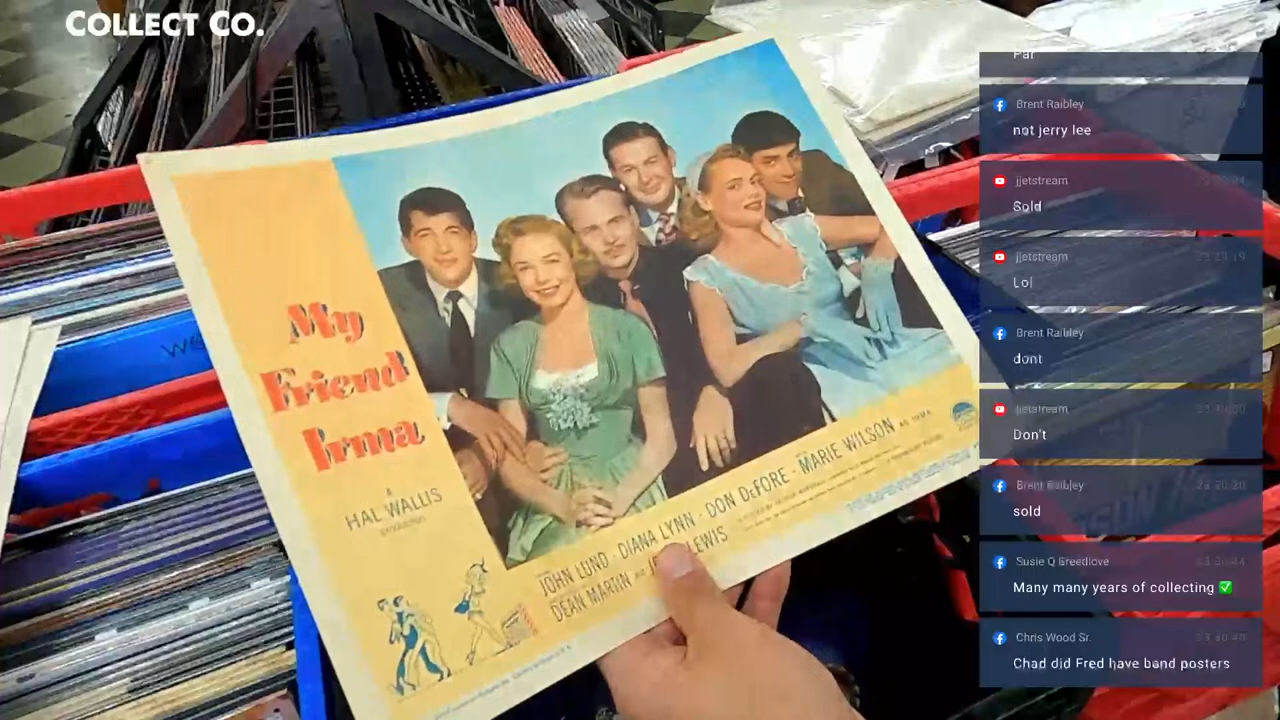 COLLECT CO.
My
Friend
Irma
A
HAL WALLIS
PRODUCTION
JOHN LUND · DIANA LYNN · DON DeFORE · MARIE WILSON AS IRMA
DEAN MARTIN AND LEWIS
Brent Raibley
not jerry lee
jjetstream
Sold
jjetstream
Lol
Brent Raibley
dont
jjetstream
Don't
Brent Raibley
sold
Susie Q Breedlove
Many many years of collecting ✅
Chris Wood Sr.
Chad did Fred have band posters